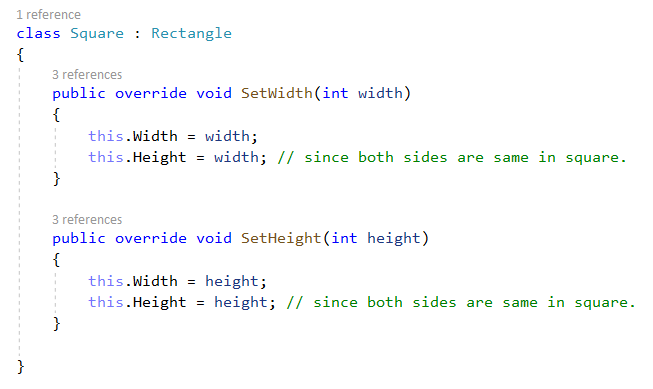 1 reference
class Square : Rectangle
{
3 references
public override void SetWidth(int width)
{
this.Width = width;
this.Height = width; // since both sides are same in square.
}
3 references
public override void SetHeight(int height)
{
this.Width = height;
this.Height = height; // since both sides are same in square.
}
}